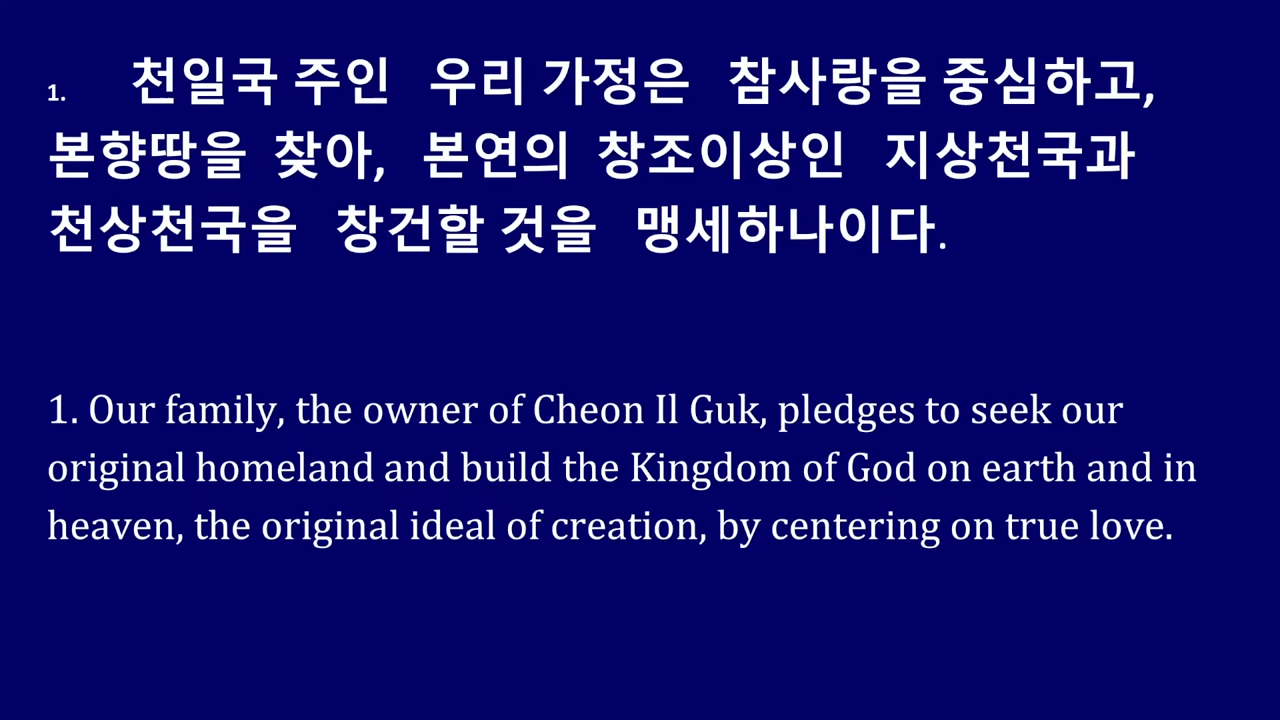 1. 천일국 주인 우리 가정은 참사랑을 중심하고,
본향땅을 찾아, 본연의 창조이상인 지상천국과
천상천국을 창건할 것을 맹세하나이다.
1. Our family, the owner of Cheon Il Guk, pledges to seek our
original homeland and build the Kingdom of God on earth and in
heaven, the original ideal of creation, by centering on true love.